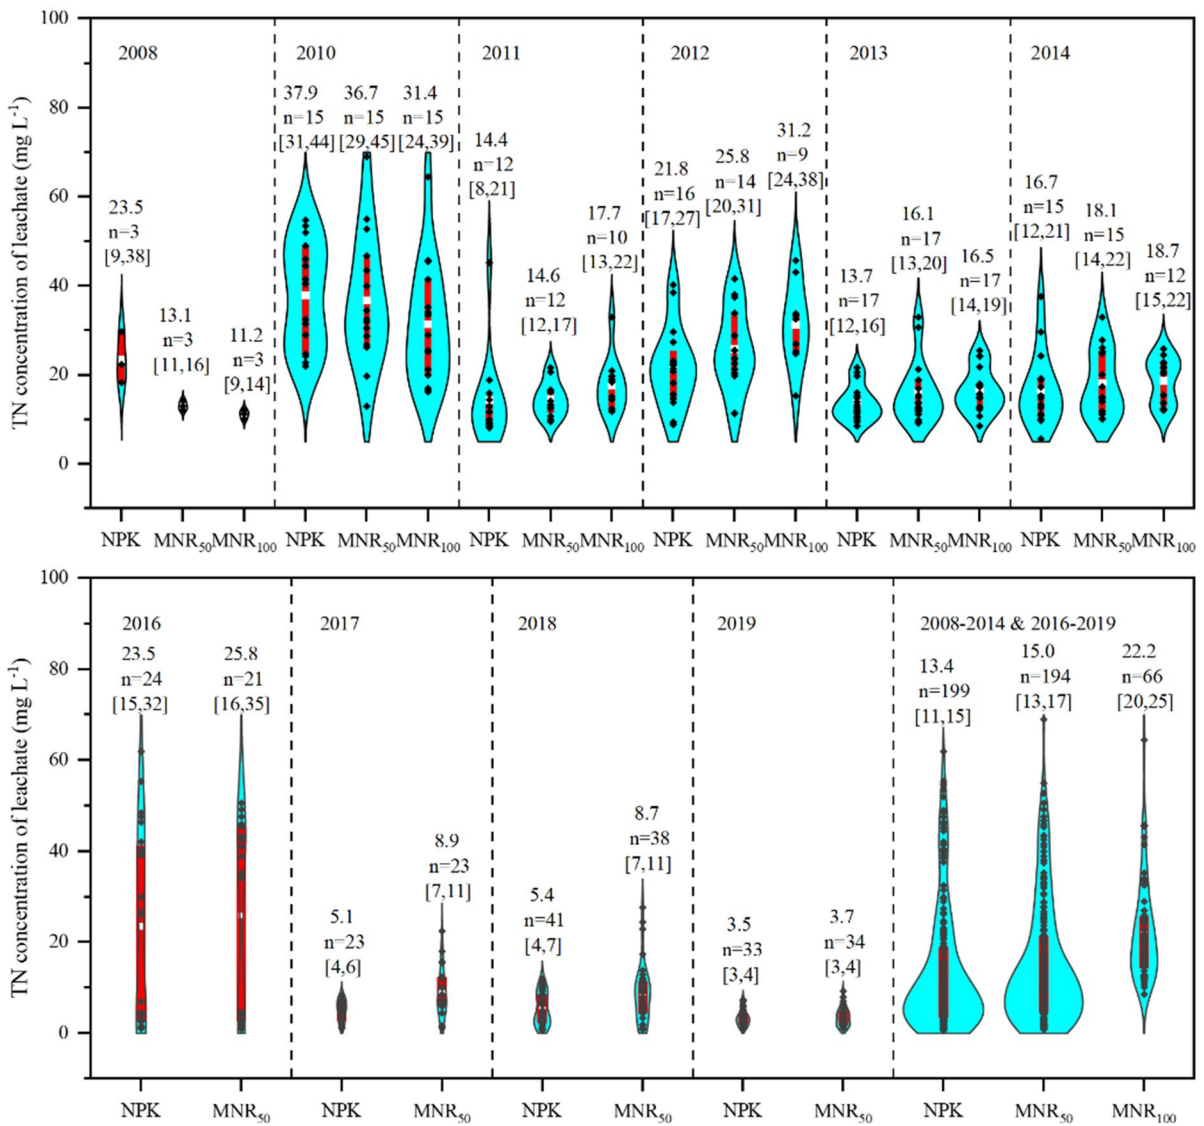 100
80
60
40
20
0
TN concentration of leachate (mg L⁻¹)
2008
23.5
n=3
[9,38]
13.1
n=3
[11,16]
11.2
n=3
[9,14]
2010
37.9
n=15
[31,44]
36.7
n=15
[29,45]
31.4
n=15
[24,39]
2011
14.4
n=12
[8,21]
14.6
n=12
[12,17]
17.7
n=10
[13,22]
2012
21.8
n=16
[17,27]
25.8
n=14
[20,31]
31.2
n=9
[24,38]
2013
13.7
n=17
[12,16]
16.1
n=17
[13,20]
16.5
n=17
[14,19]
2014
16.7
n=15
[12,21]
18.1
n=15
[14,22]
18.7
n=12
[15,22]
NPK MNR₅₀ MNR₁₀₀ NPK MNR₅₀ MNR₁₀₀ NPK MNR₅₀ MNR₁₀₀ NPK MNR₅₀ MNR₁₀₀ NPK MNR₅₀ MNR₁₀₀ NPK MNR₅₀ MNR₁₀₀
100
80
60
40
20
0
TN concentration of leachate (mg L⁻¹)
2016
23.5
n=24
[15,32]
25.8
n=21
[16,35]
2017
5.1
n=23
[4,6]
8.9
n=23
[7,11]
2018
5.4
n=41
[4,7]
8.7
n=38
[7,11]
2019
3.5
n=33
[3,4]
3.7
n=34
[3,4]
2008-2014 & 2016-2019
13.4
n=199
[11,15]
15.0
n=194
[13,17]
22.2
n=66
[20,25]
NPK MNR₅₀ NPK MNR₅₀ NPK MNR₅₀ NPK MNR₅₀ NPK MNR₅₀ MNR₁₀₀